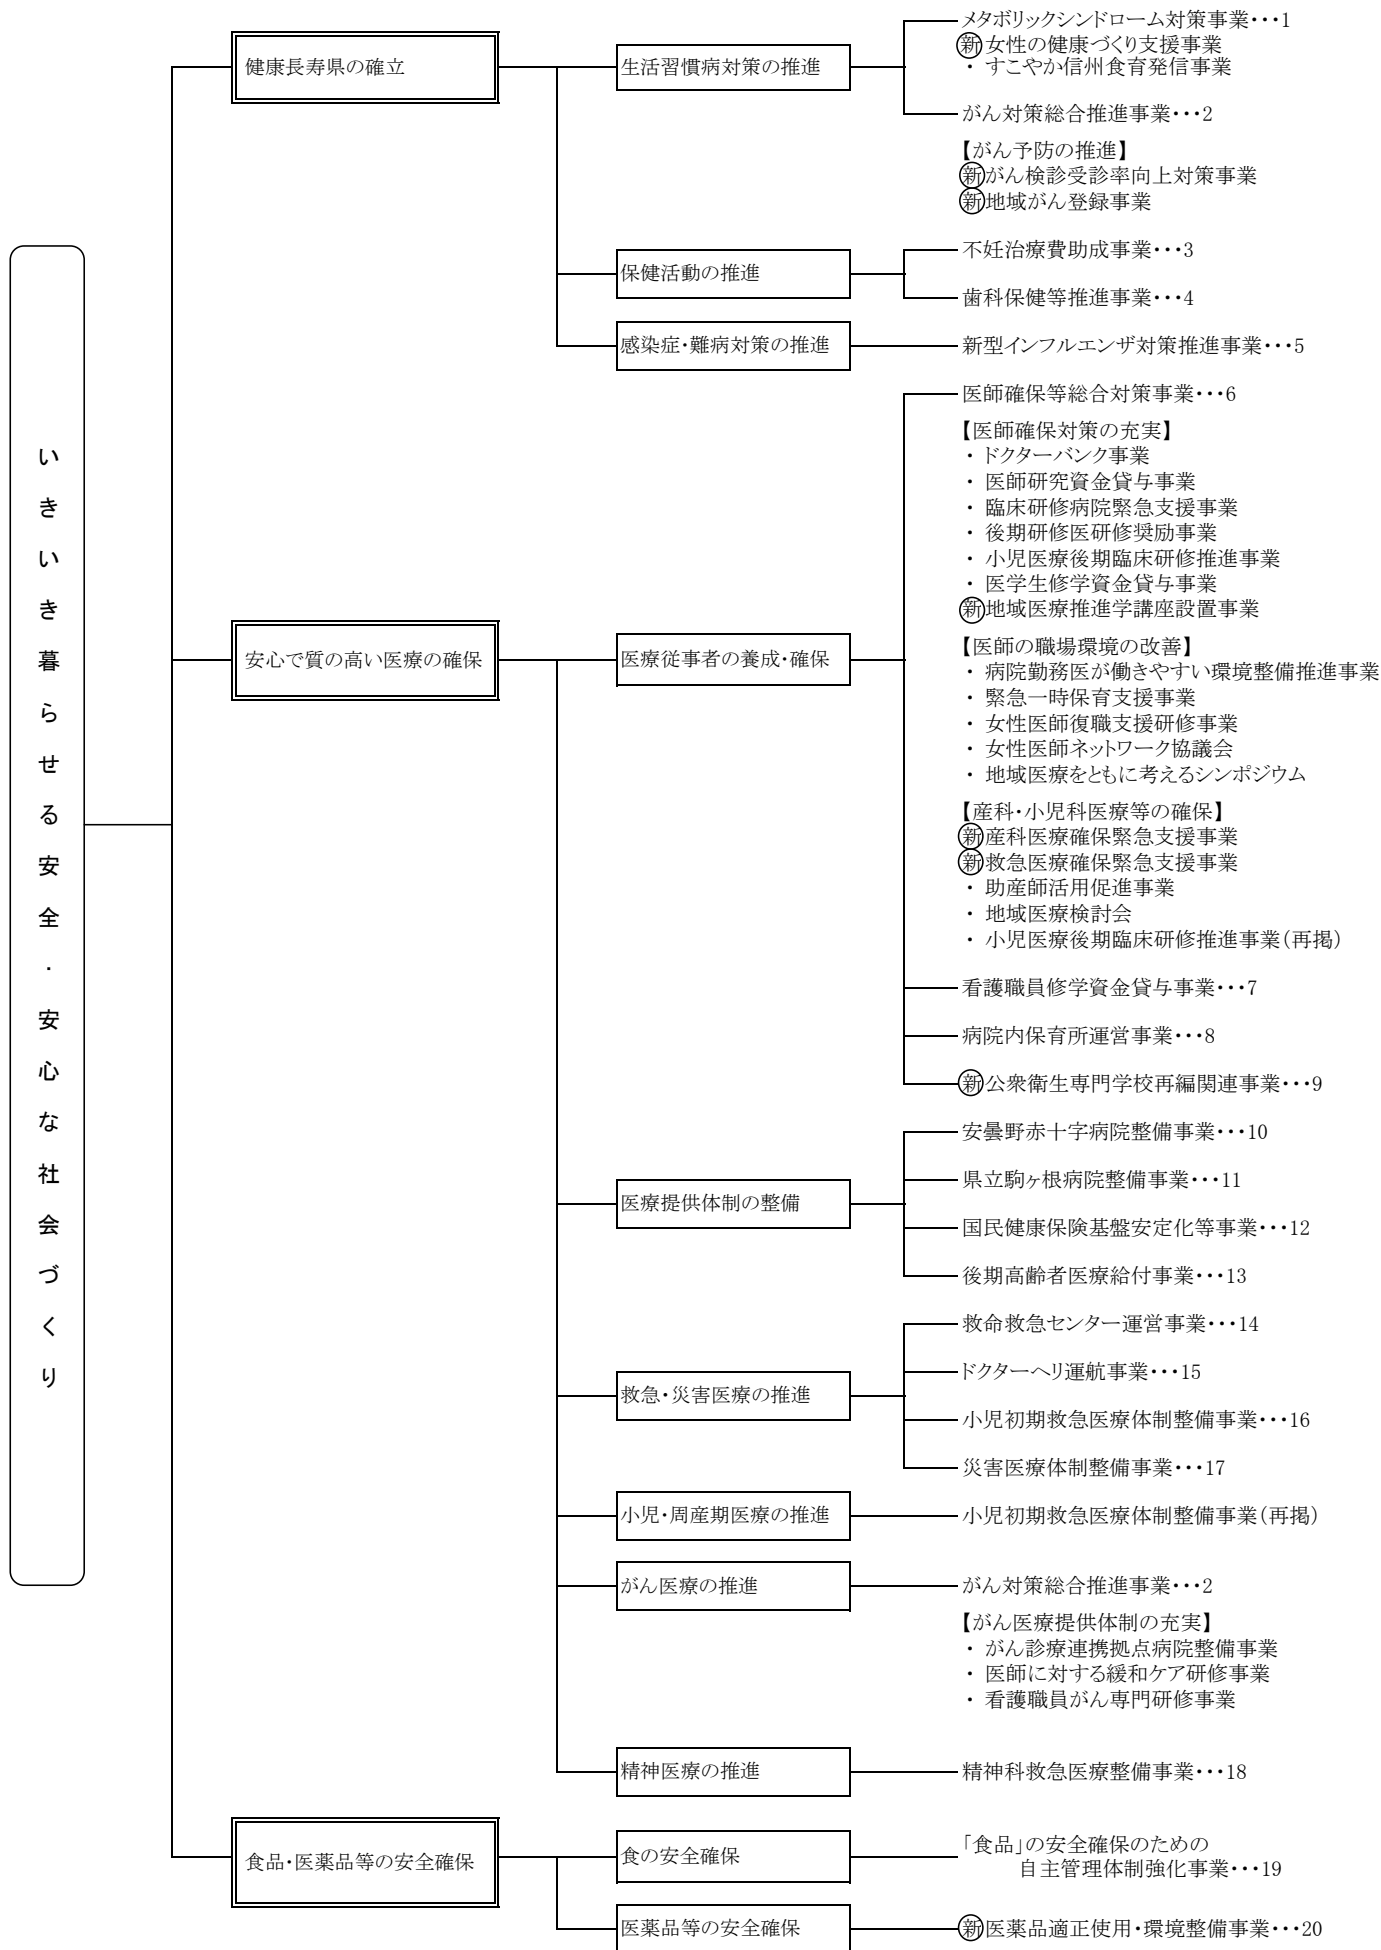 いきいき暮らせる安全・安心な社会づくり
健康長寿県の確立
生活習慣病対策の推進
メタボリックシンドローム対策事業・・・1
㊟新 女性の健康づくり支援事業
・ すこやか信州食育発信事業
がん対策総合推進事業・・・2
【がん予防の推進】
新がん検診受診率向上対策事業
新地域がん登録事業
保健活動の推進
不妊治療費助成事業・・・3
歯科保健等推進事業・・・4
感染症・難病対策の推進
新型インフルエンザ対策推進事業・・・5
安心で質の高い医療の確保
医療従事者の養成・確保
医師確保等総合対策事業・・・6
【医師確保対策の充実】
・ ドクターバンク事業
・ 医師研究資金貸与事業
・ 臨床研修病院緊急支援事業
・ 後期研修医研修奨励事業
・ 小児医療後期臨床研修推進事業
・ 医学生修学資金貸与事業
新地域医療推進学講座設置事業
【医師の職場環境の改善】
・ 病院勤務医が働きやすい環境整備推進事業
・ 緊急一時保育支援事業
・ 女性医師復職支援研修事業
・ 女性医師ネットワーク協議会
・ 地域医療をともに考えるシンポジウム
【産科・小児科医療等の確保】
新産科医療確保緊急支援事業
新救急医療確保緊急支援事業
・ 助産師活用促進事業
・ 地域医療検討会
・ 小児医療後期臨床研修推進事業(再掲)
看護職員修学資金貸与事業・・・7
病院内保育所運営事業・・・8
新公衆衛生専門学校再編関連事業・・・9
医療提供体制の整備
安曇野赤十字病院整備事業・・・10
県立駒ヶ根病院整備事業・・・11
国民健康保険基盤安定化等事業・・・12
後期高齢者医療給付事業・・・13
救急・災害医療の推進
救命救急センター運営事業・・・14
ドクターヘリ運航事業・・・15
小児初期救急医療体制整備事業・・・16
災害医療体制整備事業・・・17
小児・周産期医療の推進
小児初期救急医療体制整備事業(再掲)
がん医療の推進
がん対策総合推進事業・・・2
【がん医療提供体制の充実】
・ がん診療連携拠点病院整備事業
・ 医師に対する緩和ケア研修事業
・ 看護職員がん専門研修事業
精神医療の推進
精神科救急医療整備事業・・・18
食品・医薬品等の安全確保
食の安全確保
「食品」の安全確保のための
自主管理体制強化事業・・・19
医薬品等の安全確保
新医薬品適正使用・環境整備事業・・・20